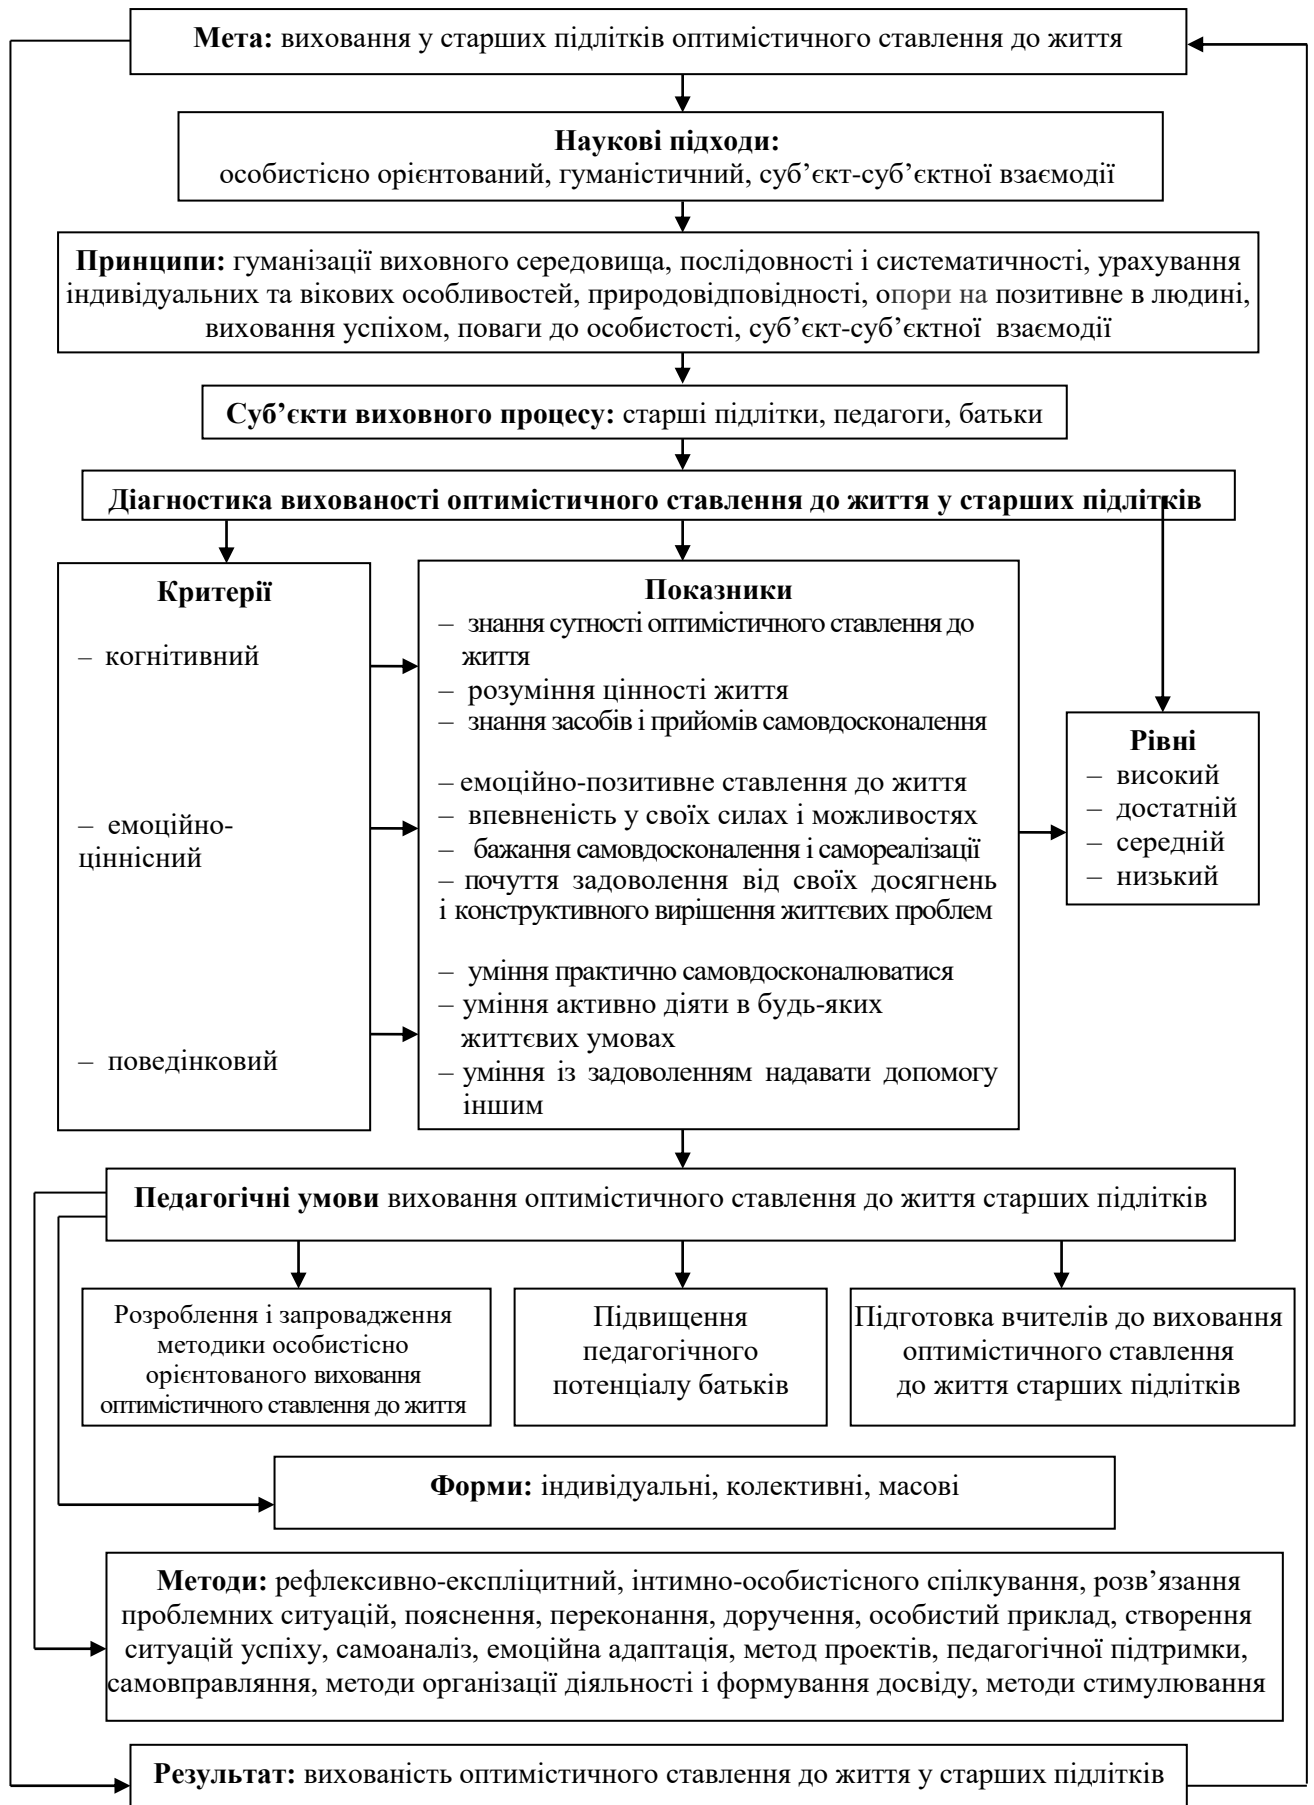 Мета: виховання у старших підлітків оптимістичного ставлення до життя
Наукові підходи:
особистісно орієнтований, гуманістичний, суб’єкт-суб’єктної взаємодії
Принципи: гуманізації виховного середовища, послідовності і систематичності, урахування
індивідуальних та вікових особливостей, природовідповідності, опори на позитивне в людині,
виховання успіхом, поваги до особистості, суб’єкт-суб’єктної взаємодії
Суб’єкти виховного процесу: старші підлітки, педагоги, батьки
Діагностика вихованості оптимістичного ставлення до життя у старших підлітків
Критерії
– когнітивний
– емоційно-
ціннісний
– поведінковий
Показники
– знання сутності оптимістичного ставлення до
життя
– розуміння цінності життя
– знання засобів і прийомів самовдосконалення
– емоційно-позитивне ставлення до життя
– впевненість у своїх силах і можливостях
– бажання самовдосконалення і самореалізації
– почуття задоволення від своїх досягнень
і конструктивного вирішення життєвих проблем
– уміння практично самовдосконалюватися
– уміння активно діяти в будь-яких
життєвих умовах
– уміння із задоволенням надавати допомогу
іншим
Рівні
– високий
– достатній
– середній
– низький
Педагогічні умови виховання оптимістичного ставлення до життя старших підлітків
Розроблення і запровадження
методики особистісно
орієнтованого виховання
оптимістичного ставлення до життя
Підвищення
педагогічного
потенціалу батьків
Підготовка вчителів до виховання
оптимістичного ставлення
до життя старших підлітків
Форми: індивідуальні, колективні, масові
Методи: рефлексивно-експліцитний, інтимно-особистісного спілкування, розв’язання
проблемних ситуацій, пояснення, переконання, доручення, особистий приклад, створення
ситуацій успіху, самоаналіз, емоційна адаптація, метод проектів, педагогічної підтримки,
самовправляння, методи організації діяльності і формування досвіду, методи стимулювання
Результат: вихованість оптимістичного ставлення до життя у старших підлітків